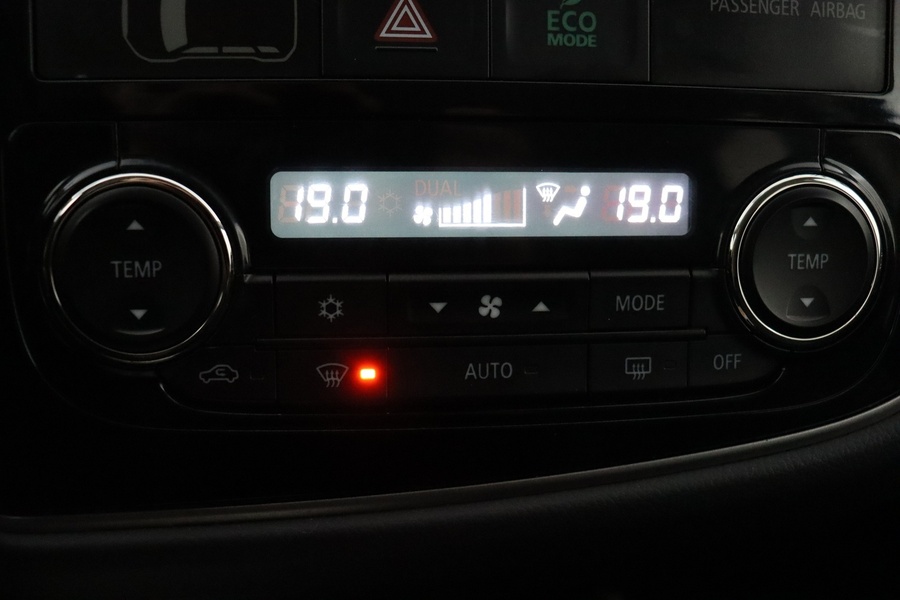 ECO
MODE
PASSENGER AIRBAG
19.0
DUAL
19.0
TEMP
TEMP
MODE
AUTO
OFF